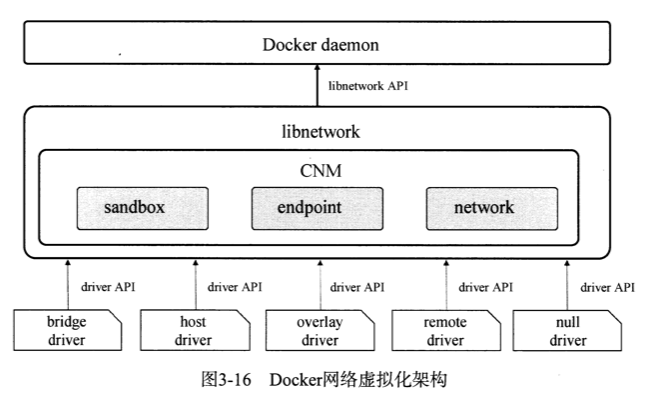 Docker daemon
libnetwork API
libnetwork
CNM
sandbox
endpoint
network
driver API
driver API
driver API
driver API
driver API
bridge
driver
host
driver
overlay
driver
remote
driver
null
driver
图3-16 Docker网络虚拟化架构